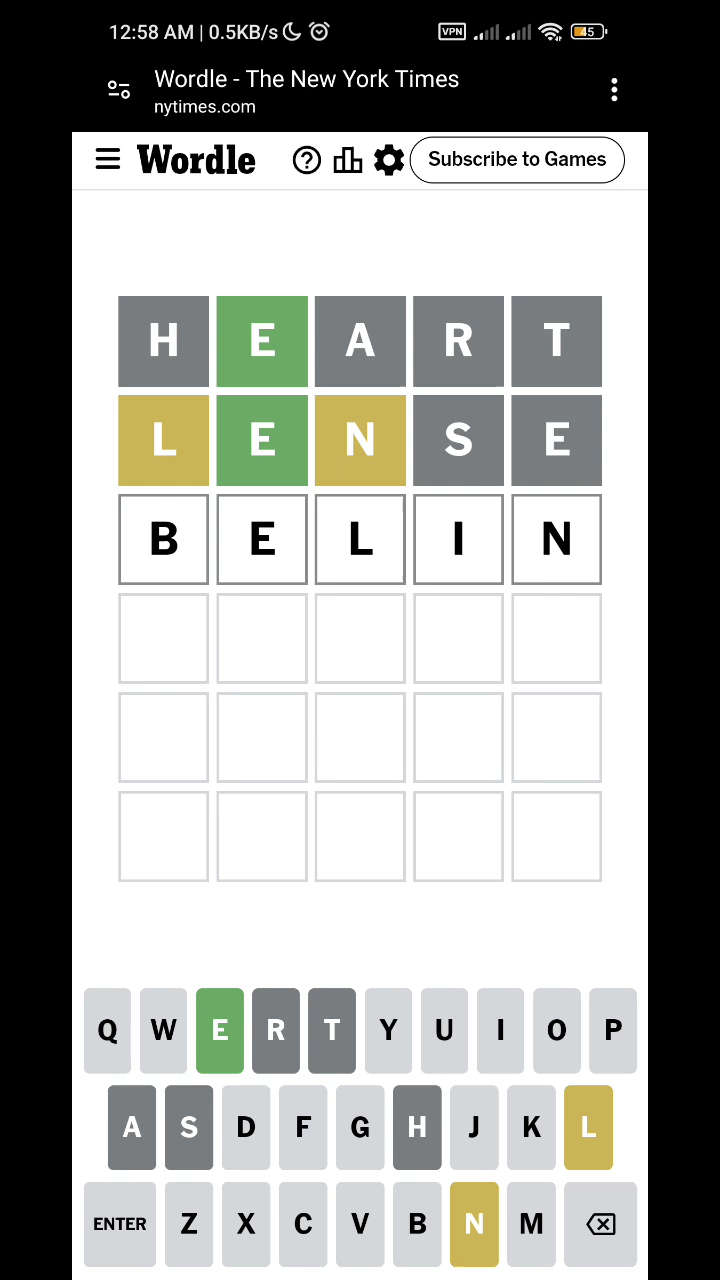 12:58 AM | 0.5KB/s VPN 45
Wordle - The New York Times
nytimes.com
Wordle ? Subscribe to Games
H E A R T
L E N S E
B E L I N
Q W E R T Y U I O P
A S D F G H J K L
ENTER Z X C V B N M